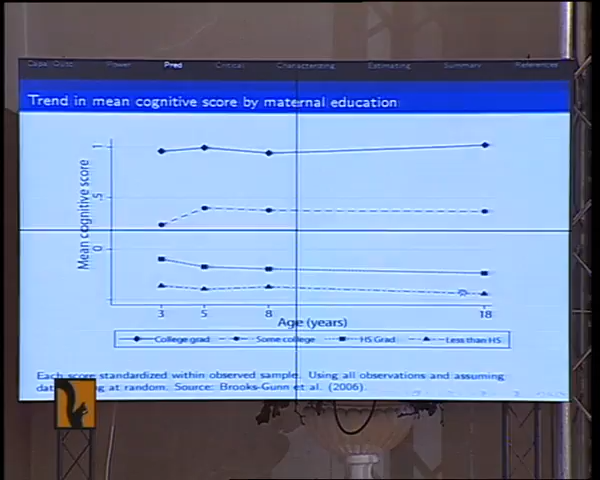 Power Pred Critical Characterizing Estimating Summary References
Trend in mean cognitive score by maternal education
Mean cognitive score
1
.5
0
3 5 8 18
Age (years)
College grad Some college HS Grad Less than HS
Each score standardized within observed sample. Using all observations and assuming
at random. Source: Brooks-Gunn et al. (2006).